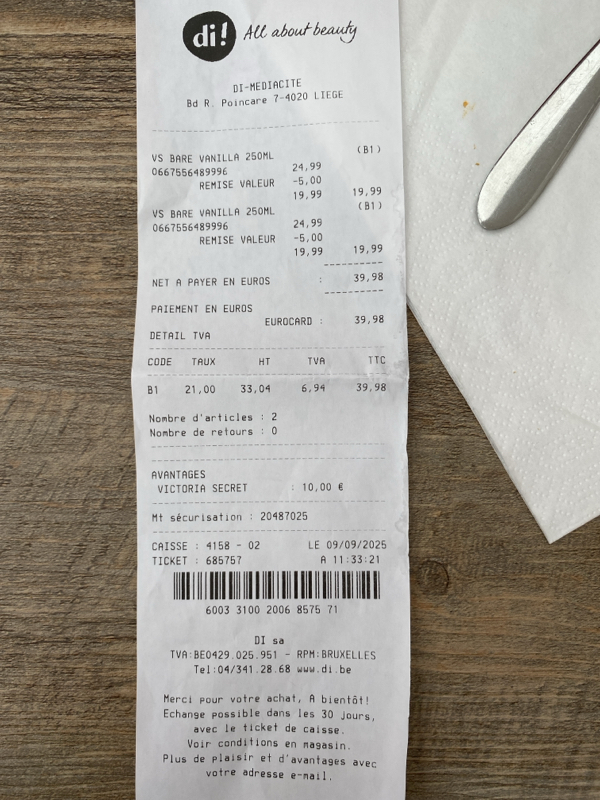 di! All about beauty
DI-MEDIACITE
Bd R. Poincare 7-4020 LIEGE
VS BARE VANILLA 250ML (B1)
0667556489996 24,99
REMISE VALEUR -5,00
19,99 19,99
VS BARE VANILLA 250ML (B1)
0667556489996 24,99
REMISE VALEUR -5,00
19,99 19,99
NET A PAYER EN EUROS : 39,98
PAIEMENT EN EUROS
EUROCARD : 39,98
DETAIL TVA
CODE TAUX HT TVA TTC
B1 21,00 33,04 6,94 39,98
Nombre d'articles : 2
Nombre de retours : 0
AVANTAGES
VICTORIA SECRET : 10,00 €
Mt sécurisation : 20487025
CAISSE : 4158 - 02 LE 09/09/2025
TICKET : 685757 A 11:33:21
6003 3100 2006 8575 71
DI sa
TVA:BE0429.025.951 - RPM:BRUXELLES
Tel:04/341.28.68 www.di.be
Merci pour votre achat, A bientôt!
Echange possible dans les 30 jours,
avec le ticket de caisse.
Voir conditions en magasin.
Plus de plaisir et d'avantages avec
votre adresse e-mail.